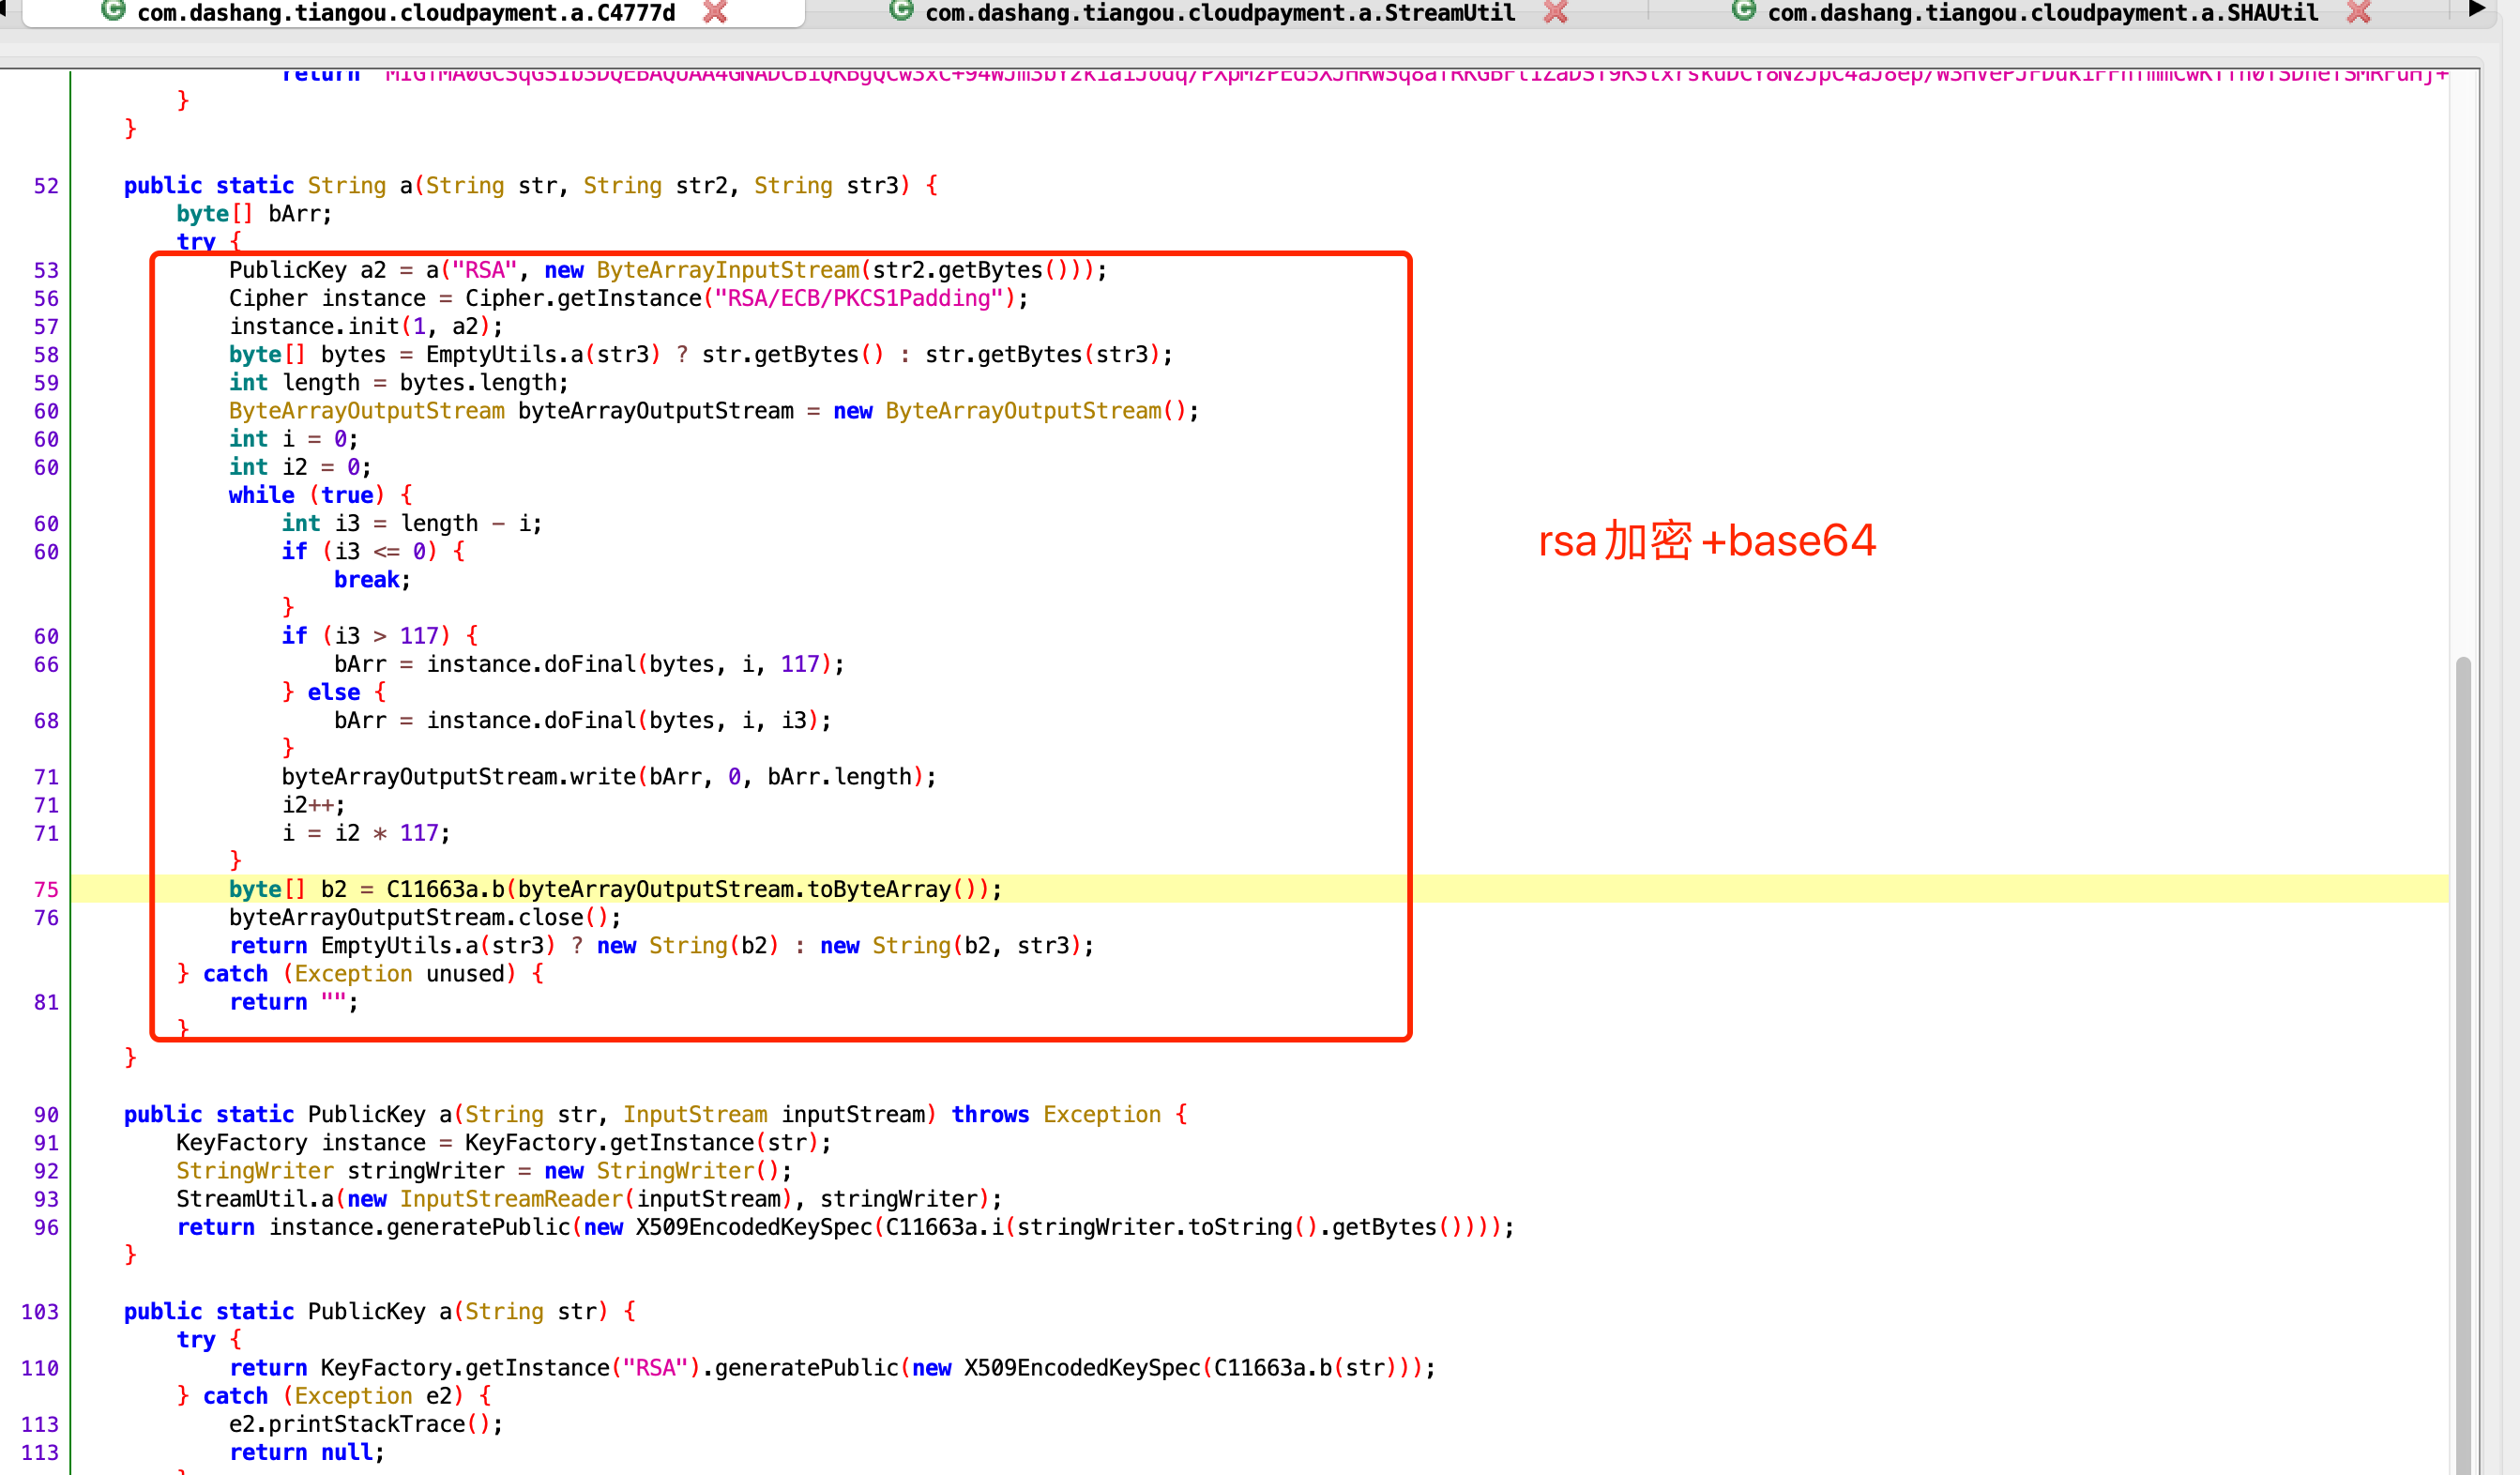 com.dashang.tiangou.cloudpayment.a.C4777d com.dashang.tiangou.cloudpayment.a.StreamUtil com.dashang.tiangou.cloudpayment.a.SHAUtil
return
}
}
52 public static String a(String str, String str2, String str3) {
byte[] bArr;
try {
53 PublicKey a2 = a("RSA", new ByteArrayInputStream(str2.getBytes()));
56 Cipher instance = Cipher.getInstance("RSA/ECB/PKCS1Padding");
57 instance.init(1, a2);
58 byte[] bytes = EmptyUtils.a(str3) ? str.getBytes() : str.getBytes(str3);
59 int length = bytes.length;
60 ByteArrayOutputStream byteArrayOutputStream = new ByteArrayOutputStream();
60 int i = 0;
60 int i2 = 0;
while (true) {
60 int i3 = length - i;
60 if (i3 <= 0) {
break;
}
60 if (i3 > 117) {
66 bArr = instance.doFinal(bytes, i, 117);
} else {
68 bArr = instance.doFinal(bytes, i, i3);
}
71 byteArrayOutputStream.write(bArr, 0, bArr.length);
71 i2++;
71 i = i2 * 117;
}
75 byte[] b2 = C11663a.b(byteArrayOutputStream.toByteArray());
76 byteArrayOutputStream.close();
return EmptyUtils.a(str3) ? new String(b2) : new String(b2, str3);
} catch (Exception unused) {
81 return "";
}
}
rsa加密+base64
90 public static PublicKey a(String str, InputStream inputStream) throws Exception {
91 KeyFactory instance = KeyFactory.getInstance(str);
92 StringWriter stringWriter = new StringWriter();
93 StreamUtil.a(new InputStreamReader(inputStream), stringWriter);
96 return instance.generatePublic(new X509EncodedKeySpec(C11663a.i(stringWriter.toString().getBytes())));
}
103 public static PublicKey a(String str) {
try {
110 return KeyFactory.getInstance("RSA").generatePublic(new X509EncodedKeySpec(C11663a.b(str)));
} catch (Exception e2) {
113 e2.printStackTrace();
113 return null;
}